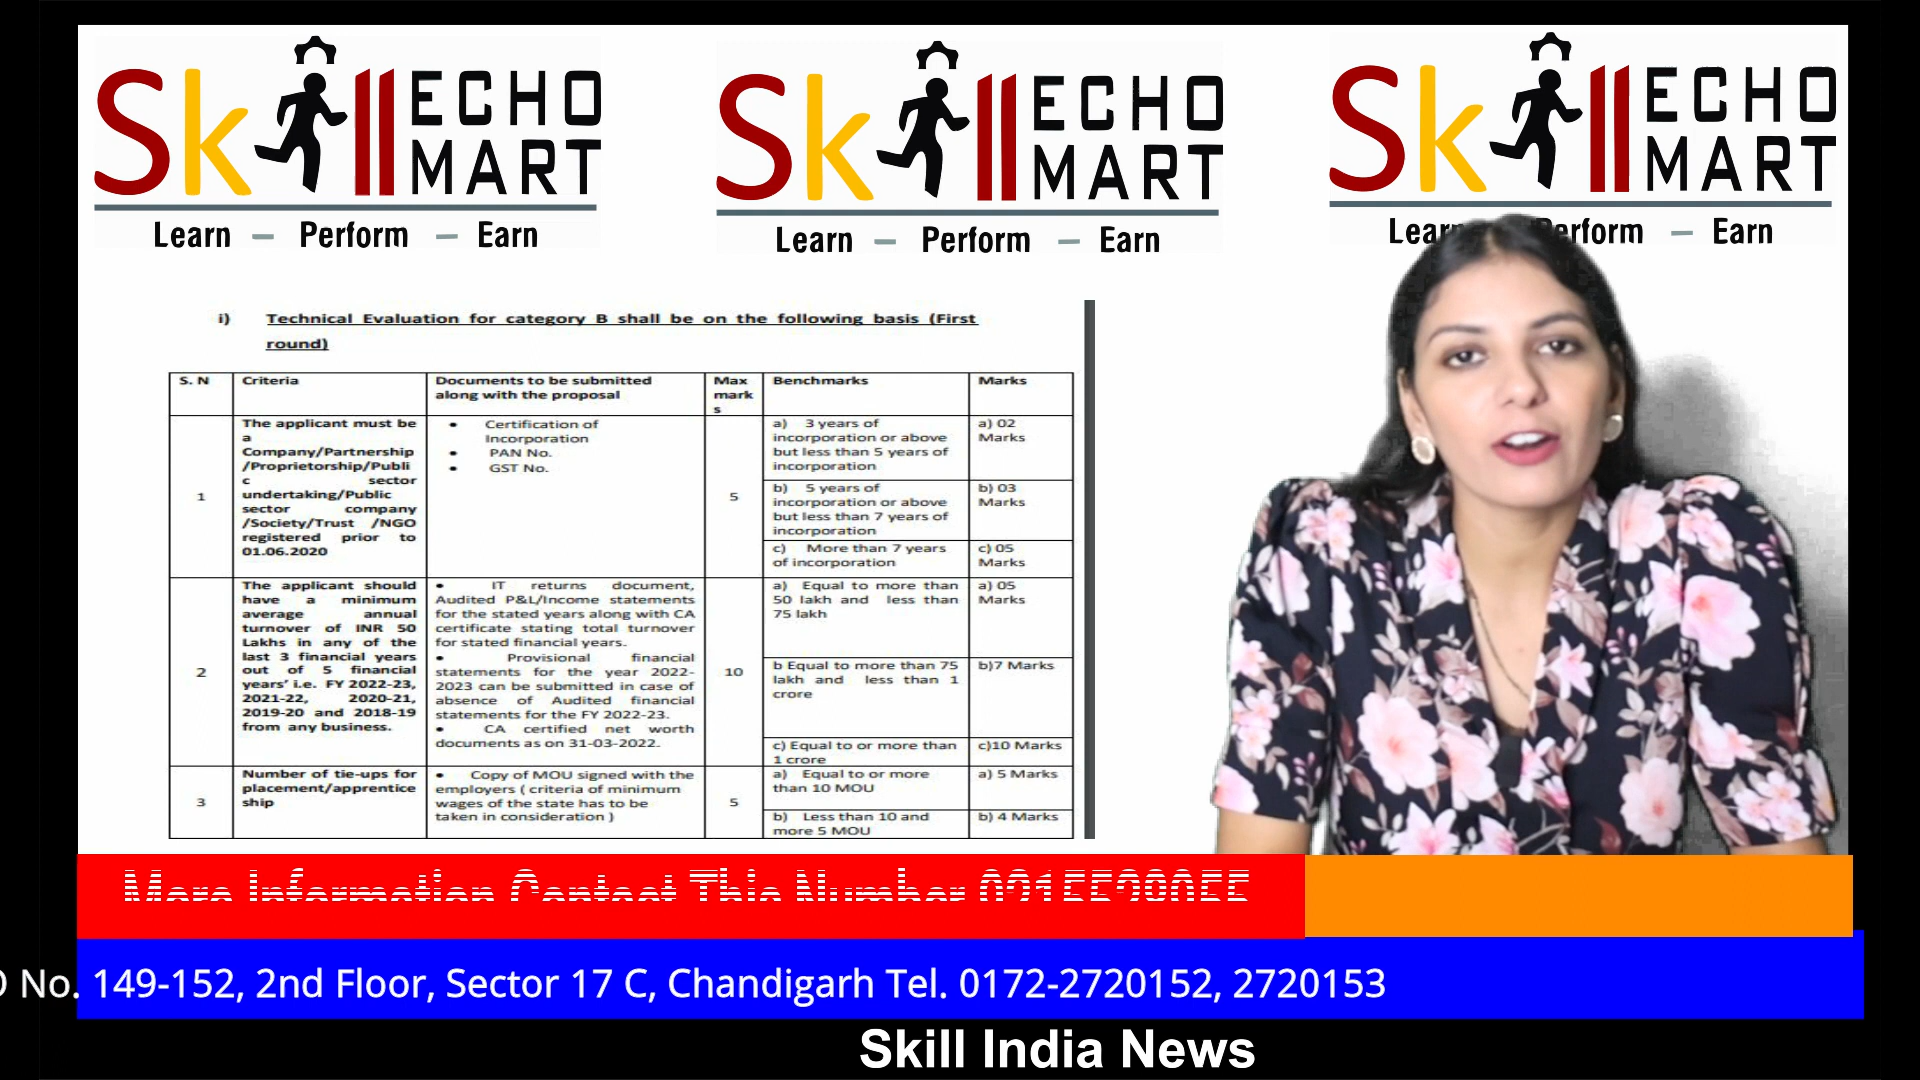 Skill ECHO MART
Learn – Perform – Earn
Skill ECHO MART
Learn – Perform – Earn
Skill ECHO MART
Perform – Earn
i) Technical Evaluation for category B shall be on the following basis (First
round)
S. N
Criteria
Documents to be submitted
along with the proposal
Max
mark
s
Benchmarks
Marks
1
The applicant must be
a
Company/Partnership
/Proprietorship/Publi
c sector
undertaking/Public
sector company
/Society/Trust /NGO
registered prior to
01.06.2020
• Certification of
Incorporation
• PAN No.
• GST No.
5
a) 3 years of
incorporation or above
but less than 5 years of
incorporation
a) 02
Marks
b) 5 years of
incorporation or above
but less than 7 years of
incorporation
b) 03
Marks
c) More than 7 years
of incorporation
c) 05
Marks
2
The applicant should
have a minimum
average annual
turnover of INR 50
Lakhs in any of the
last 3 financial years
out of 5 financial
years' i.e. FY 2022-23,
2021-22, 2020-21,
2019-20 and 2018-19
from any business.
• IT returns document,
Audited P&L/Income statements
for the stated years along with CA
certificate stating total turnover
for stated financial years.
• Provisional financial
statements for the year 2022-
2023 can be submitted in case of
absence of Audited financial
statements for the FY 2022-23.
• CA certified net worth
documents as on 31-03-2022.
10
a) Equal to more than
50 lakh and less than
75 lakh
a) 05
Marks
b Equal to more than 75
lakh and less than 1
crore
b)7 Marks
c) Equal to or more than
1 crore
c)10 Marks
3
Number of tie-ups for
placement/apprentice
ship
• Copy of MOU signed with the
employers ( criteria of minimum
wages of the state has to be
taken in consideration )
5
a) Equal to or more
than 10 MOU
a) 5 Marks
b) Less than 10 and
more 5 MOU
b) 4 Marks
More Information Contact This Number
No. 149-152, 2nd Floor, Sector 17 C, Chandigarh Tel. 0172-2720152, 2720153
Skill India News